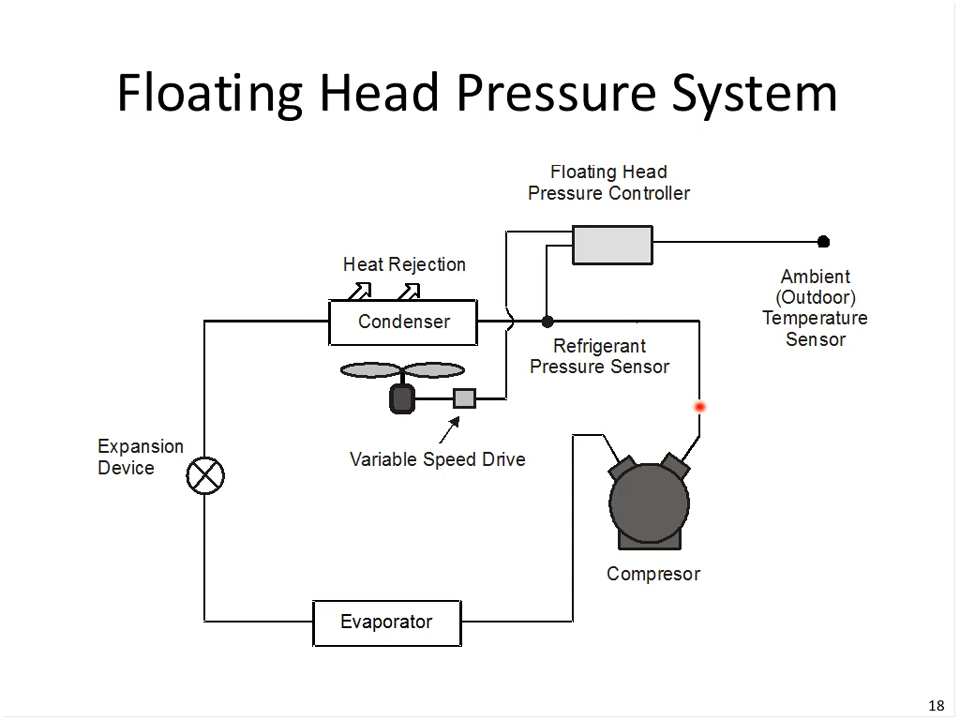 Floating Head Pressure System
Floating Head
Pressure Controller
Heat Rejection
Ambient
(Outdoor)
Temperature
Sensor
Condenser
Refrigerant
Pressure Sensor
Expansion
Device
Variable Speed Drive
Compresor
Evaporator
18